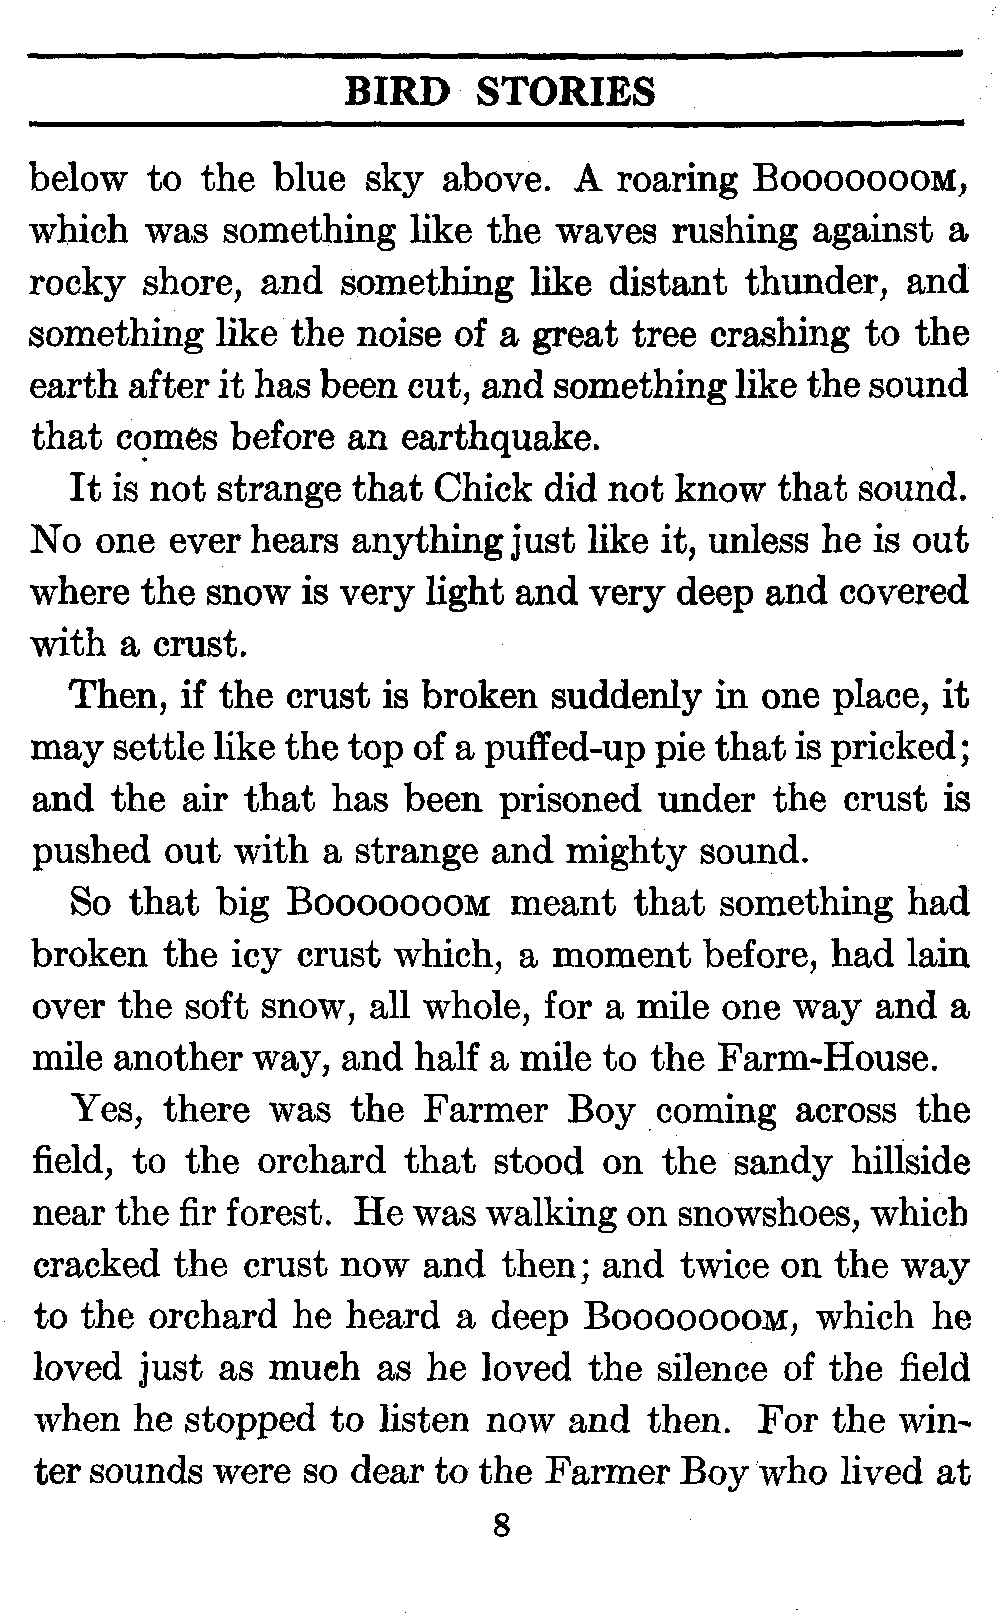 BIRD STORIES
below to the blue sky above. A roaring BOOOOOOOM,
which was something like the waves rushing against a
rocky shore, and something like distant thunder, and
something like the noise of a great tree crashing to the
earth after it has been cut, and something like the sound
that comes before an earthquake.
It is not strange that Chick did not know that sound.
No one ever hears anything just like it, unless he is out
where the snow is very light and very deep and covered
with a crust.
Then, if the crust is broken suddenly in one place, it
may settle like the top of a puffed-up pie that is pricked;
and the air that has been prisoned under the crust is
pushed out with a strange and mighty sound.
So that big BOOOOOOOM meant that something had
broken the icy crust which, a moment before, had lain
over the soft snow, all whole, for a mile one way and a
mile another way, and half a mile to the Farm-House.
Yes, there was the Farmer Boy coming across the
field, to the orchard that stood on the sandy hillside
near the fir forest. He was walking on snowshoes, which
cracked the crust now and then; and twice on the way
to the orchard he heard a deep BOOOOOOOM, which he
loved just as much as he loved the silence of the field
when he stopped to listen now and then. For the win-
ter sounds were so dear to the Farmer Boy who lived at
8